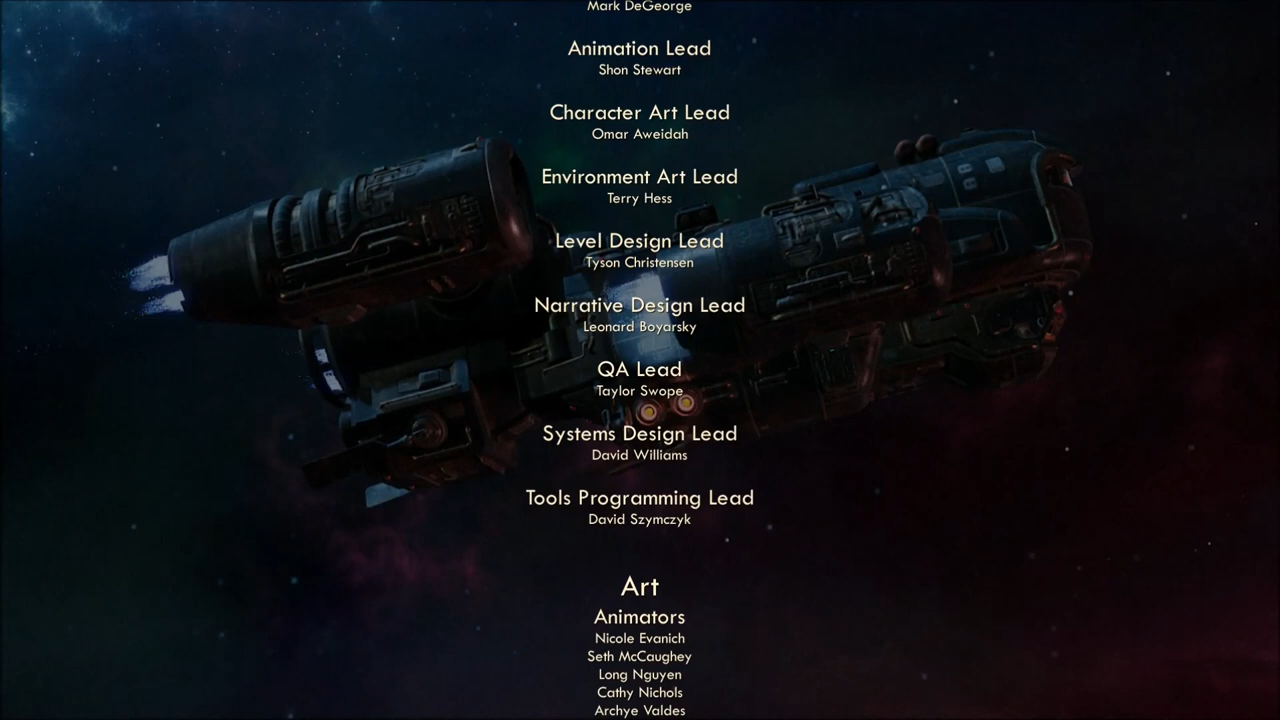 Mark DeGeorge
Animation Lead
Shon Stewart
Character Art Lead
Omar Aweidah
Environment Art Lead
Terry Hess
Level Design Lead
Tyson Christensen
Narrative Design Lead
Leonard Boyarsky
QA Lead
Taylor Swope
Systems Design Lead
David Williams
Tools Programming Lead
David Szymczyk
Art
Animators
Nicole Evanich
Seth McCaughey
Long Nguyen
Cathy Nichols
Archye Valdes